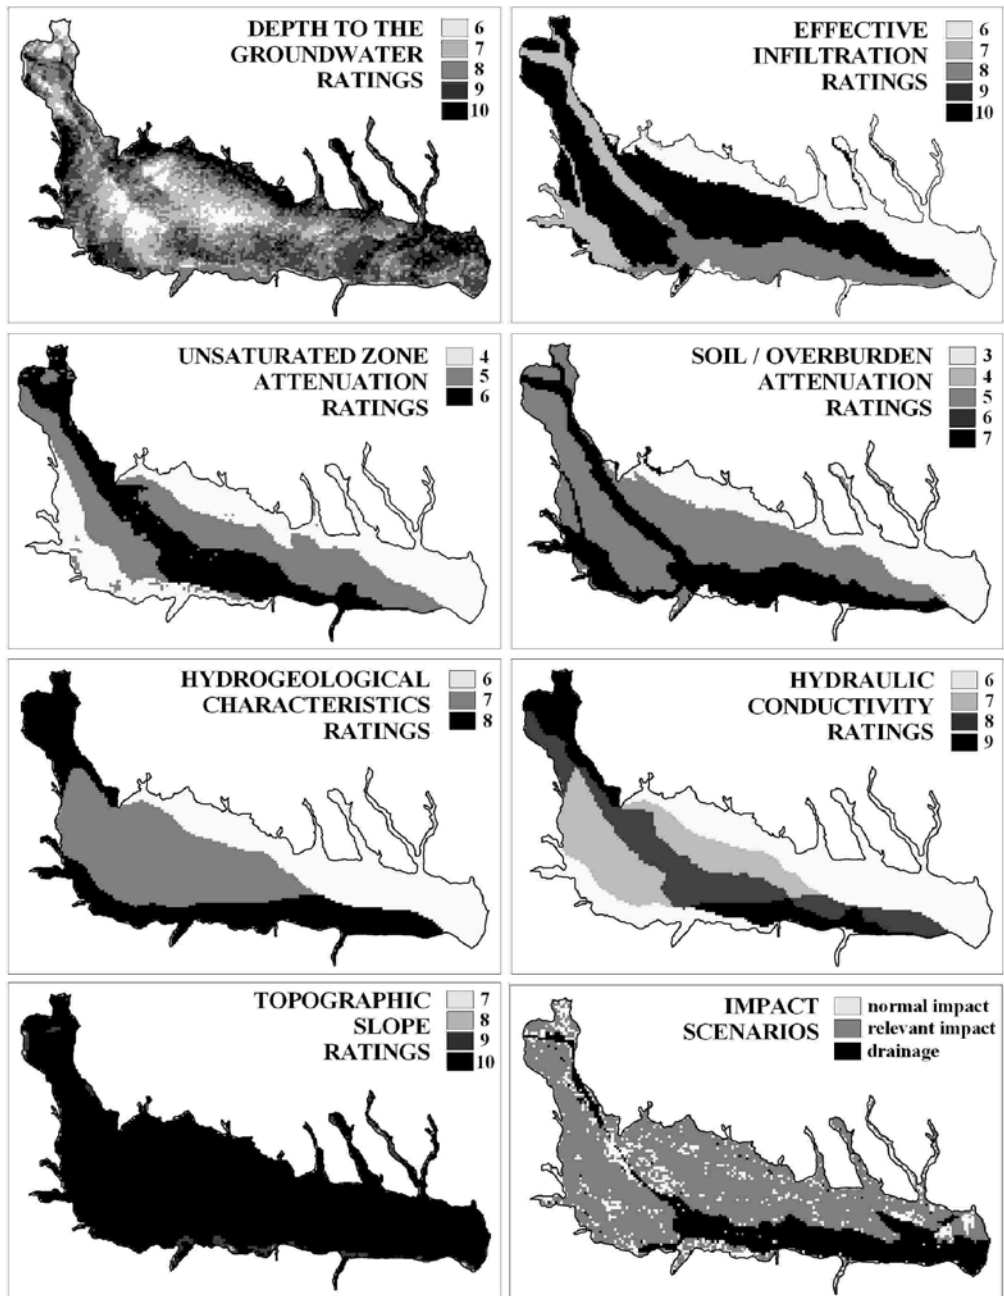 DEPTH TO THE
GROUNDWATER
RATINGS
6
7
8
9
10
EFFECTIVE
INFILTRATION
RATINGS
6
7
8
9
10
UNSATURATED ZONE
ATTENUATION
RATINGS
4
5
6
SOIL / OVERBURDEN
ATTENUATION
RATINGS
3
4
5
6
7
HYDROGEOLOGICAL
CHARACTERISTICS
RATINGS
6
7
8
HYDRAULIC
CONDUCTIVITY
RATINGS
6
7
8
9
TOPOGRAPHIC
SLOPE
RATINGS
7
8
9
10
IMPACT
SCENARIOS
normal impact
relevant impact
drainage